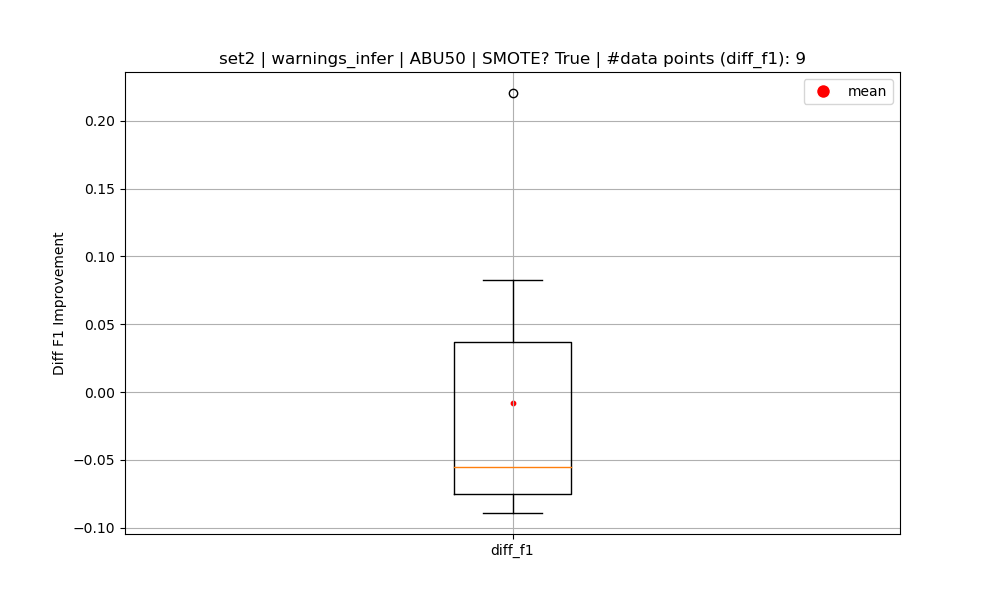 set2 | warnings_infer | ABU50 | SMOTE? True | #data points (diff_f1): 9
mean
0.20
0.15
0.10
0.05
0.00
−0.05
−0.10
Diff F1 Improvement
diff_f1